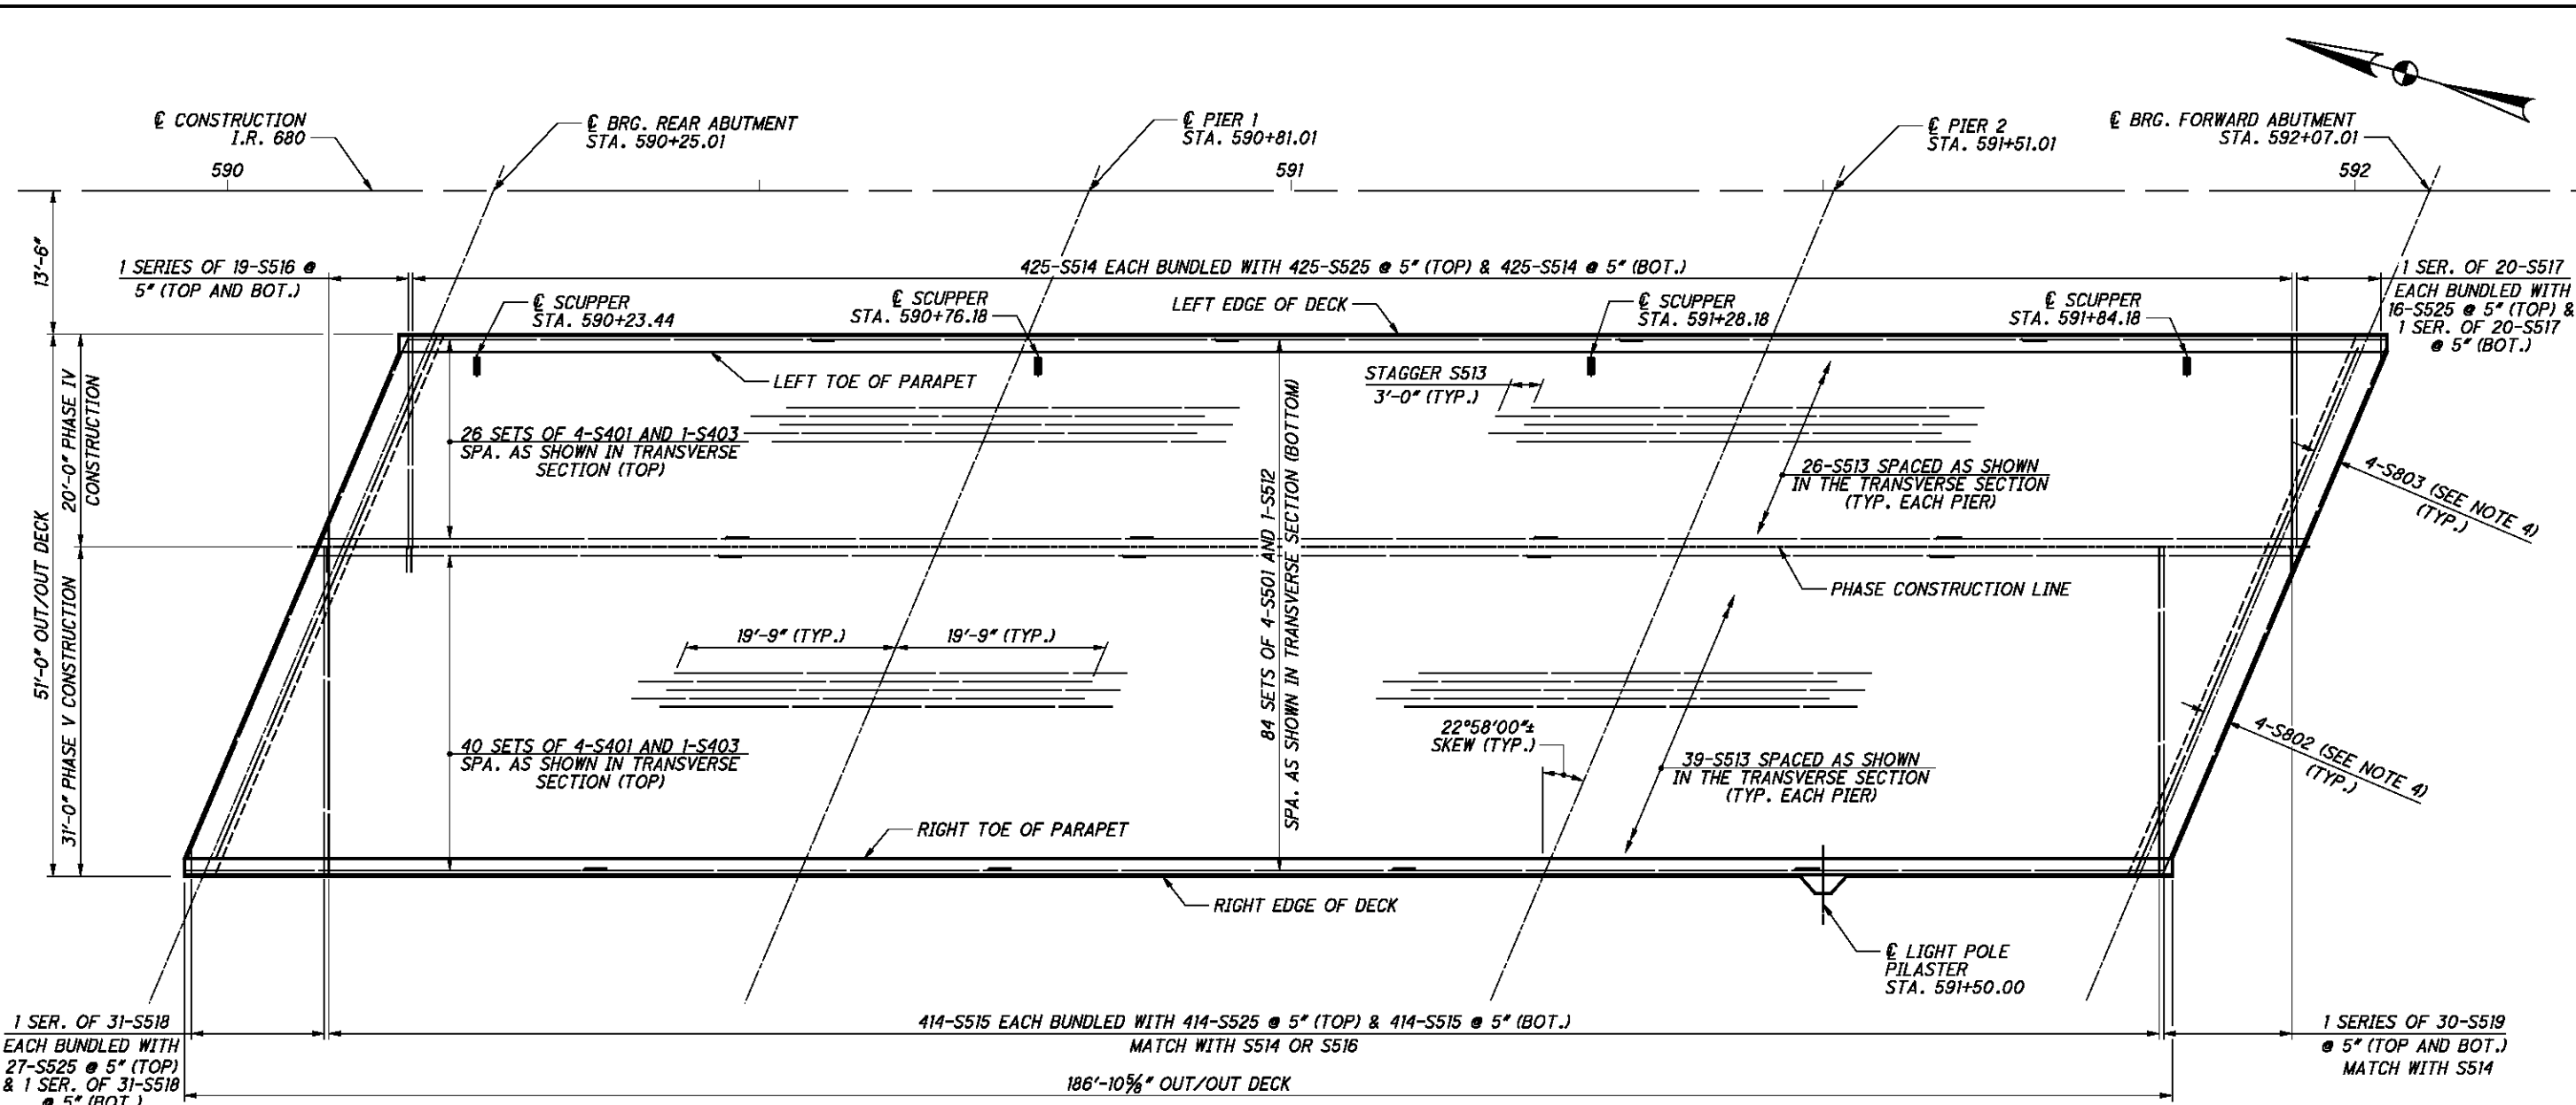 ℄ CONSTRUCTION
I.R. 680
℄ BRG. REAR ABUTMENT
STA. 590+25.01
℄ PIER 1
STA. 590+81.01
℄ PIER 2
STA. 591+51.01
℄ BRG. FORWARD ABUTMENT
STA. 592+07.01
590
591
592
13'-6"
1 SERIES OF 19-S516 @
5" (TOP AND BOT.)
425-S514 EACH BUNDLED WITH 425-S525 @ 5" (TOP) & 425-S514 @ 5" (BOT.)
1 SER. OF 20-S517
EACH BUNDLED WITH
16-S525 @ 5" (TOP) &
1 SER. OF 20-S517
@ 5" (BOT.)
℄ SCUPPER
STA. 590+23.44
℄ SCUPPER
STA. 590+76.18
LEFT EDGE OF DECK
℄ SCUPPER
STA. 591+28.18
℄ SCUPPER
STA. 591+84.18
LEFT TOE OF PARAPET
STAGGER S513
3'-0" (TYP.)
51'-0" OUT/OUT DECK
20'-0" PHASE IV
CONSTRUCTION
31'-0" PHASE V CONSTRUCTION
26 SETS OF 4-S401 AND 1-S403
SPA. AS SHOWN IN TRANSVERSE
SECTION (TOP)
84 SETS OF 4-S501 AND 1-S512
SPA. AS SHOWN IN TRANSVERSE SECTION (BOTTOM)
26-S513 SPACED AS SHOWN
IN THE TRANSVERSE SECTION
(TYP. EACH PIER)
4-S803 (SEE NOTE 4)
(TYP.)
PHASE CONSTRUCTION LINE
19'-9" (TYP.)
19'-9" (TYP.)
40 SETS OF 4-S401 AND 1-S403
SPA. AS SHOWN IN TRANSVERSE
SECTION (TOP)
22°58'00"±
SKEW (TYP.)
39-S513 SPACED AS SHOWN
IN THE TRANSVERSE SECTION
(TYP. EACH PIER)
4-S802 (SEE NOTE 4)
(TYP.)
RIGHT TOE OF PARAPET
RIGHT EDGE OF DECK
℄ LIGHT POLE
PILASTER
STA. 591+50.00
1 SER. OF 31-S518
EACH BUNDLED WITH
27-S525 @ 5" (TOP)
& 1 SER. OF 31-S518
@ 5" (BOT.)
414-S515 EACH BUNDLED WITH 414-S525 @ 5" (TOP) & 414-S515 @ 5" (BOT.)
MATCH WITH S514 OR S516
1 SERIES OF 30-S519
@ 5" (TOP AND BOT.)
MATCH WITH S514
186'-10⅝" OUT/OUT DECK